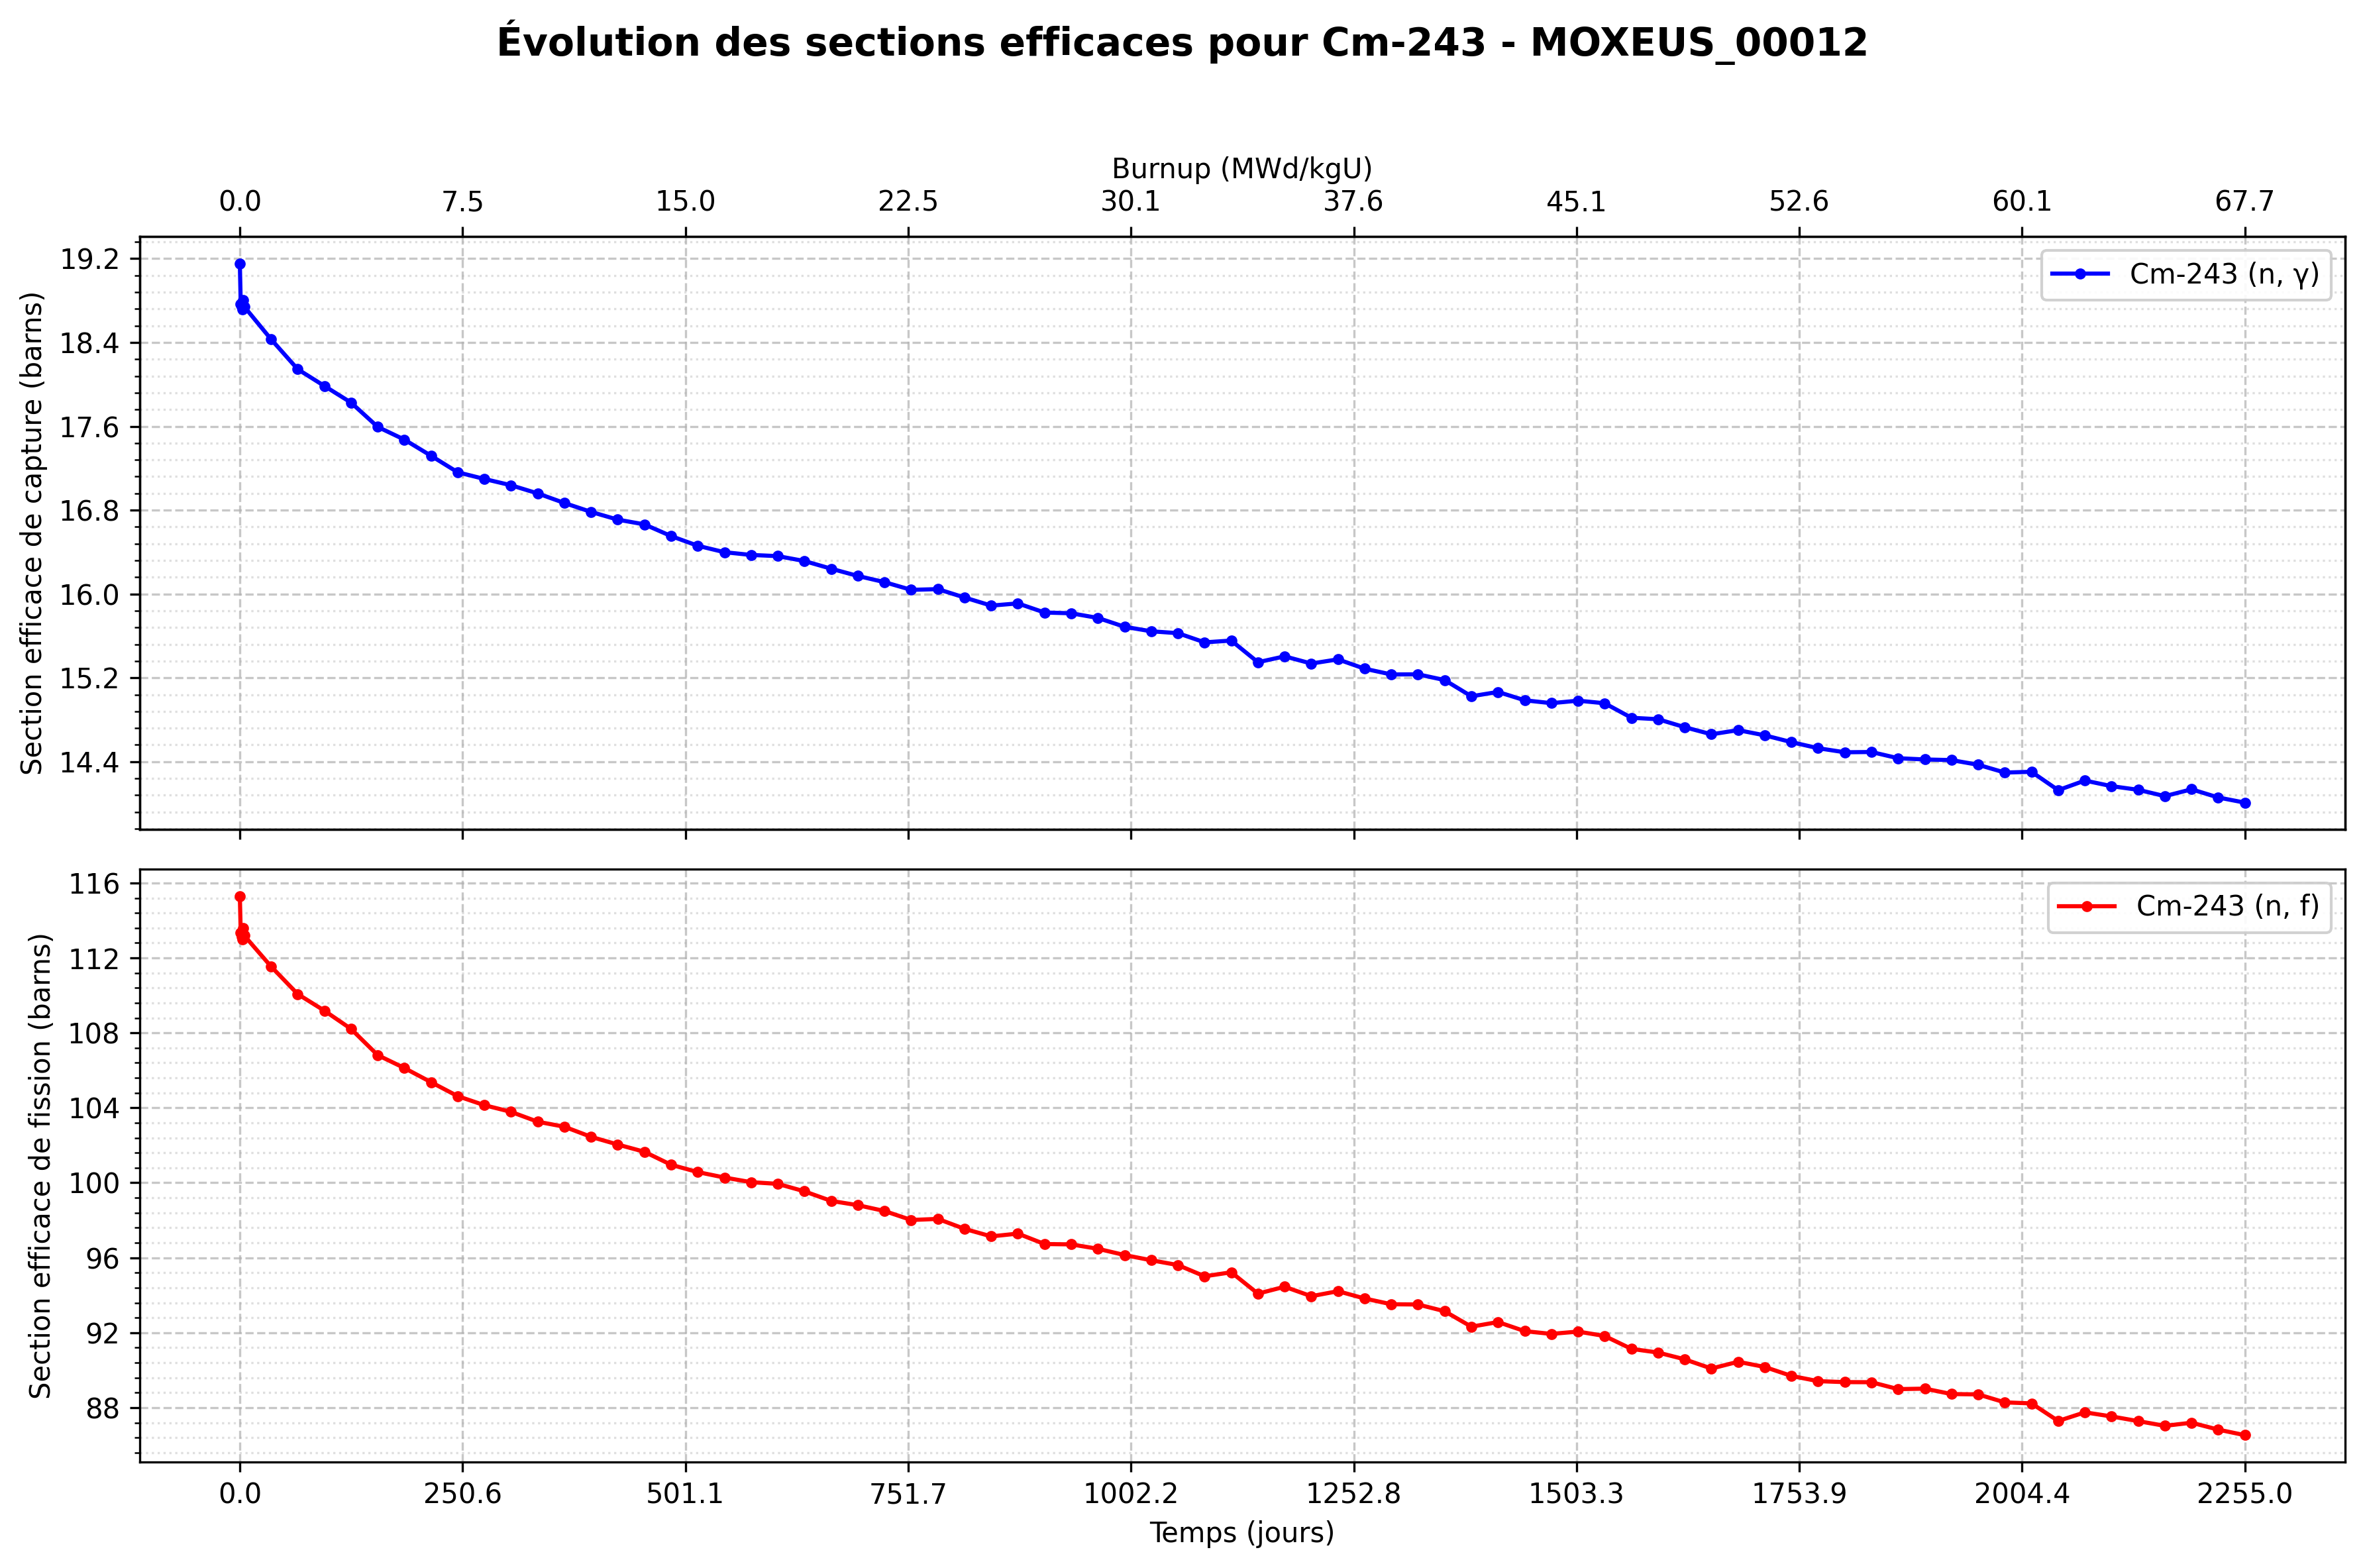 Évolution des sections efficaces pour Cm-243 - MOXEUS_00012
Burnup (MWd/kgU)
0.0 7.5 15.0 22.5 30.1 37.6 45.1 52.6 60.1 67.7
Section efficace de capture (barns)
19.2
18.4
17.6
16.8
16.0
15.2
14.4
Cm-243 (n, γ)
Section efficace de fission (barns)
116
112
108
104
100
96
92
88
Cm-243 (n, f)
0.0 250.6 501.1 751.7 1002.2 1252.8 1503.3 1753.9 2004.4 2255.0
Temps (jours)